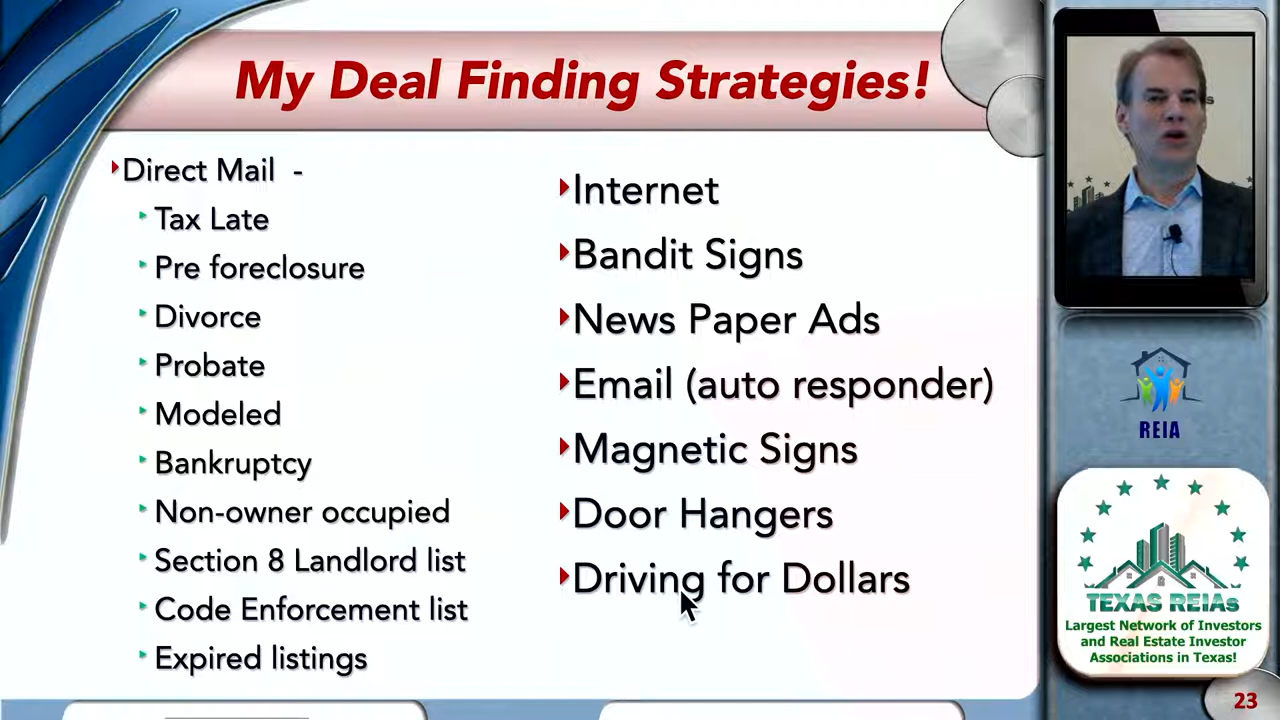 My Deal Finding Strategies!
Direct Mail -
Tax Late
Pre foreclosure
Divorce
Probate
Modeled
Bankruptcy
Non-owner occupied
Section 8 Landlord list
Code Enforcement list
Expired listings
Internet
Bandit Signs
News Paper Ads
Email (auto responder)
Magnetic Signs
Door Hangers
Driving for Dollars
REIA
TEXAS REIAs
Largest Network of Investors
and Real Estate Investor
Associations in Texas!
23